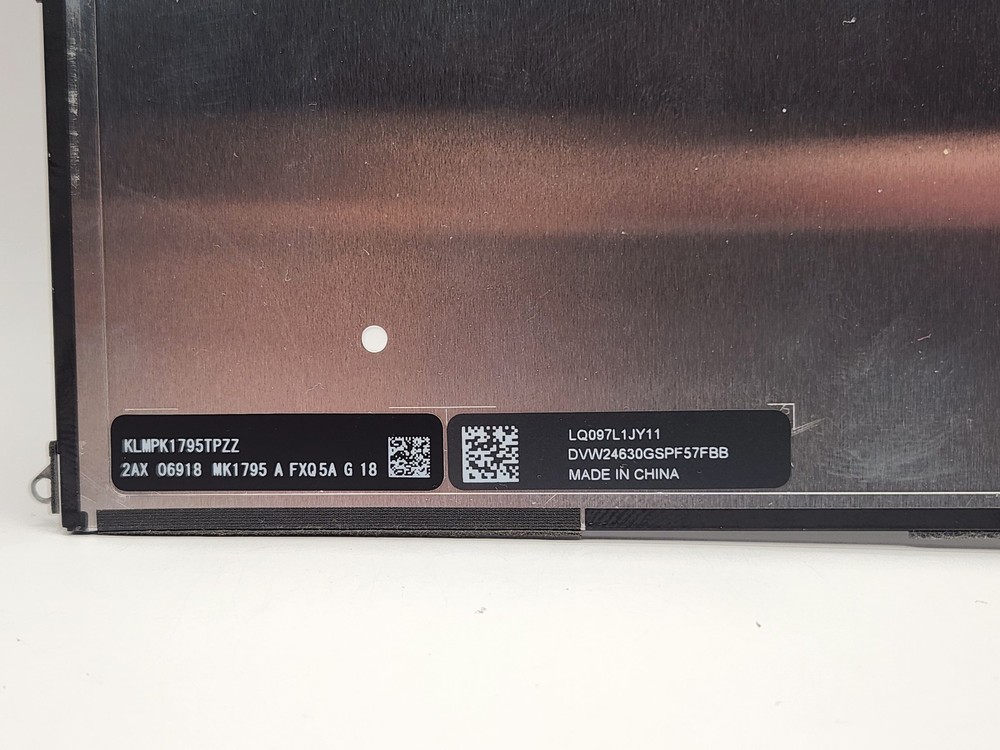 KLMPK1795TPZZ
2AX 06918 MK1795 A FXQ5A G 18
LQ097L1JY11
DVW24630GSPF57FBB
MADE IN CHINA